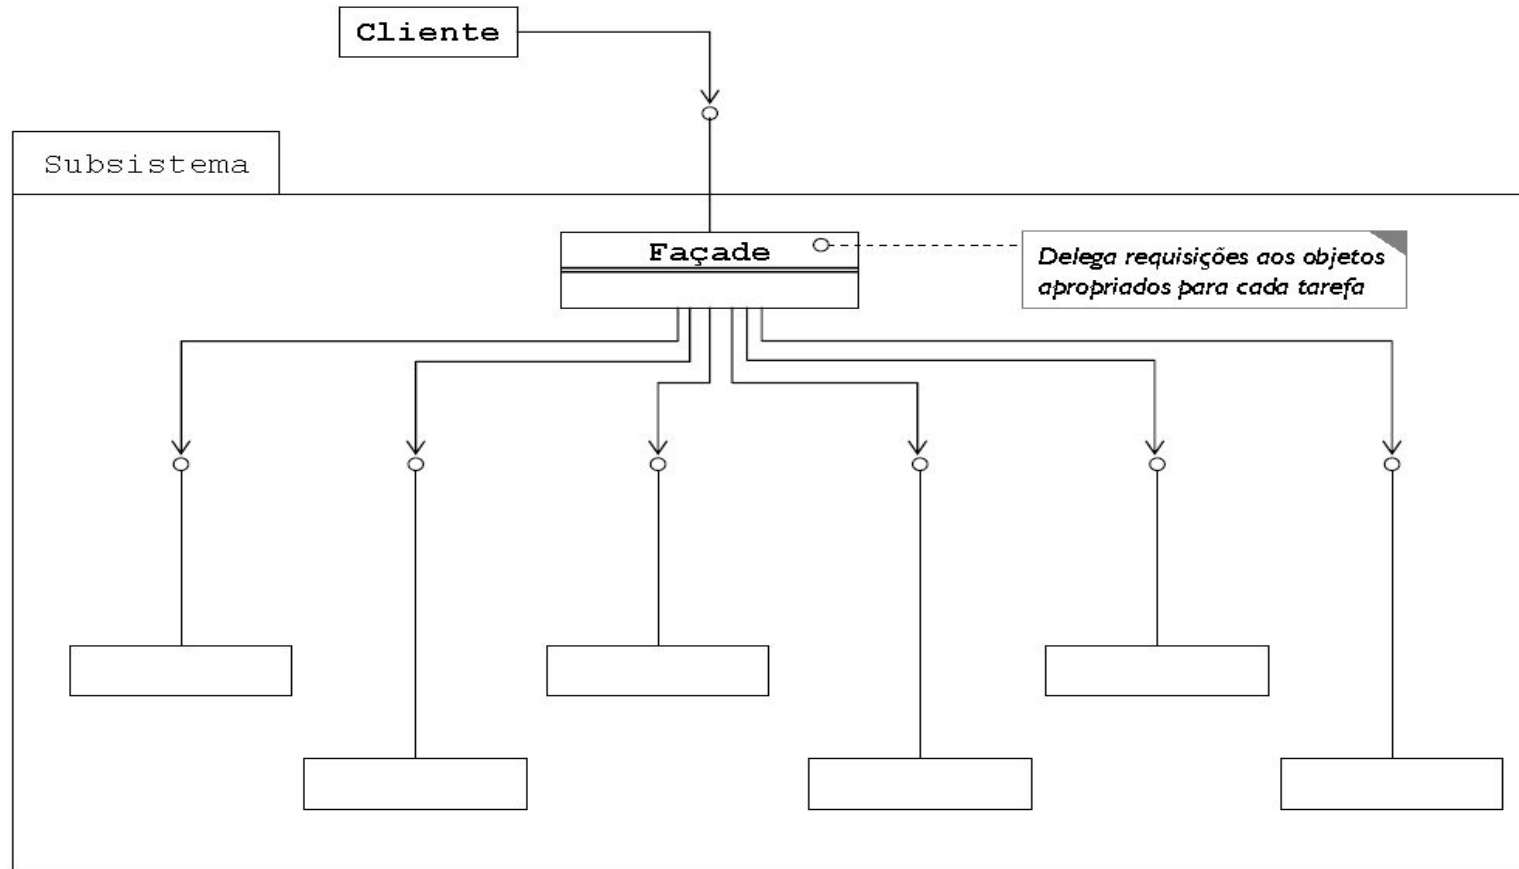 Cliente
Subsistema
Façade
Delega requisições aos objetos
apropriados para cada tarefa